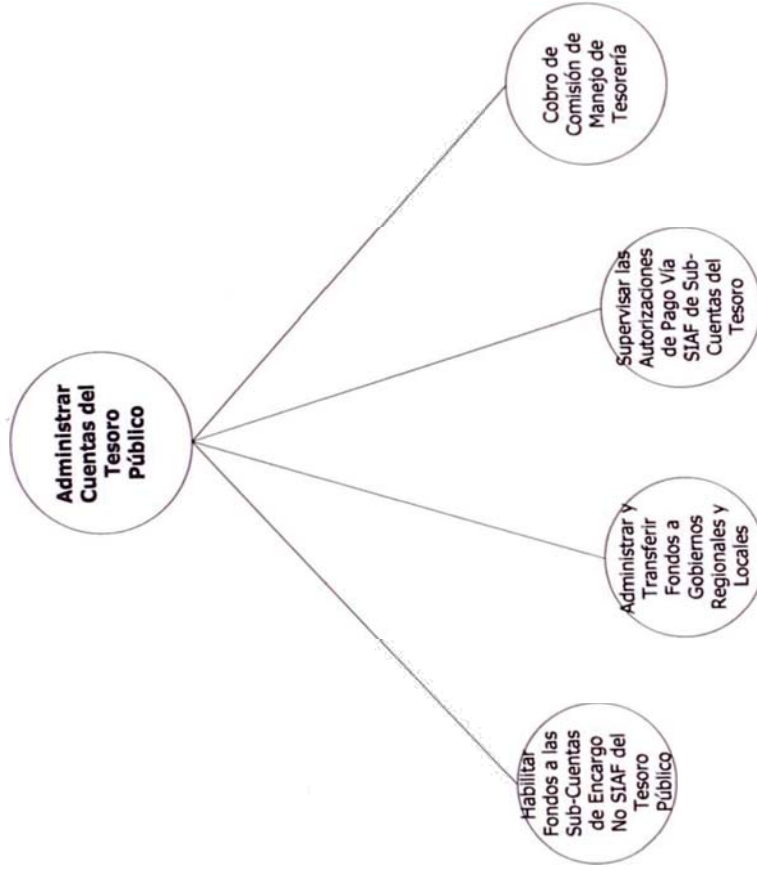 Administrar
Cuentas del
Tesoro
Público
Habilitar
Fondos a las
Sub-Cuentas
de Encargo
No SIAF del
Tesoro
Público
Administrar y
Transferir
Fondos a
Gobiernos
Regionales y
Locales
Supervisar las
Autorizaciones
de Pago Vía
SIAF de Sub-
Cuentas del
Tesoro
Cobro de
Comisión de
Manejo de
Tesorería